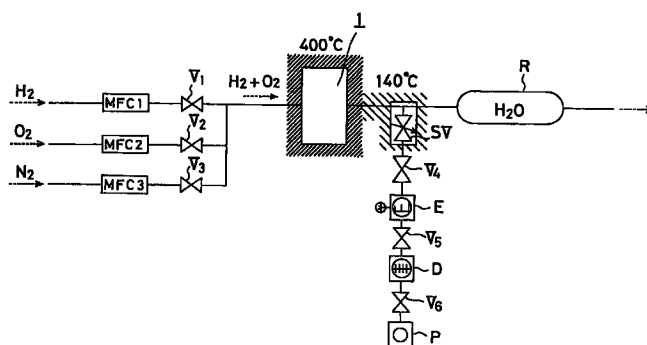 1
400°C
R
H2+O2
140°C
H2
MFC1
V1
H2O
O2
MFC2
V2
SV
N2
MFC3
V3
V4
E
V5
D
V6
P